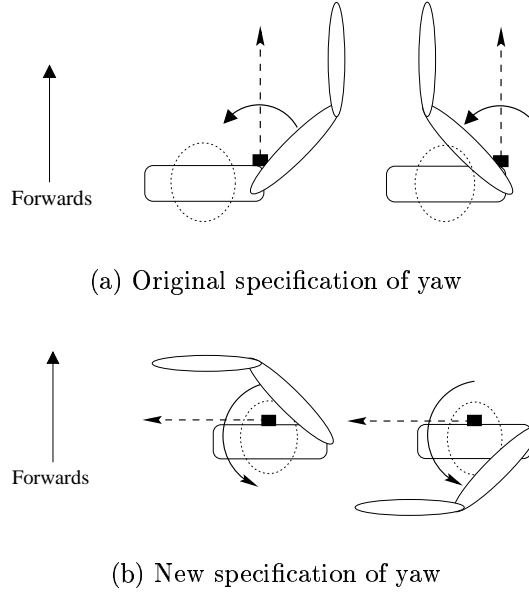 Forwards
(a) Original specification of yaw
Forwards
(b) New specification of yaw